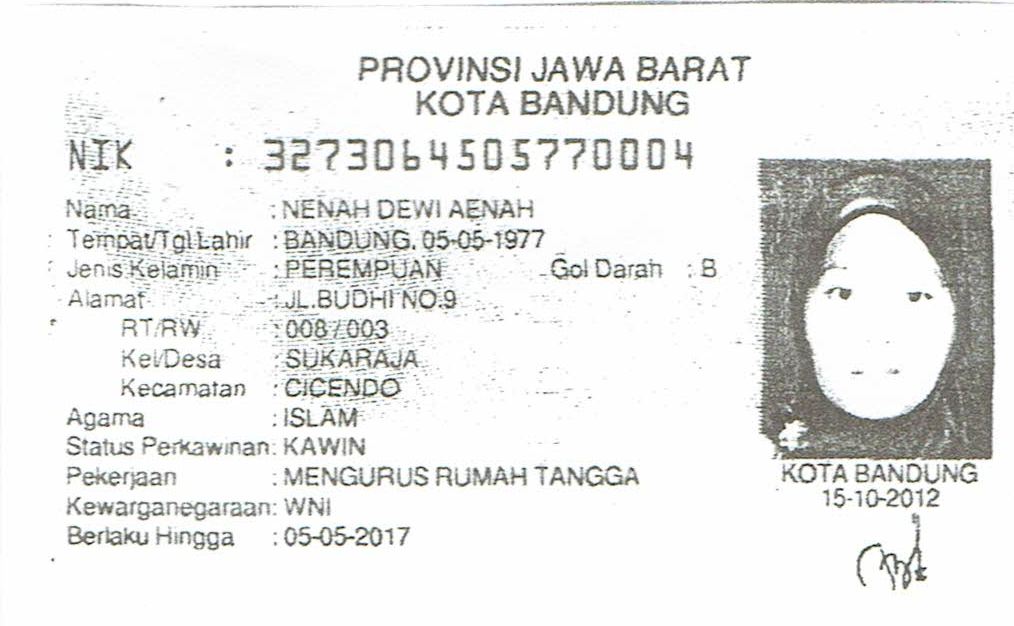 PROVINSI JAWA BARAT
KOTA BANDUNG
NIK : 3273064505770004
Nama : NENAH DEWI AENAH
Tempat/Tgl Lahir : BANDUNG, 05-05-1977
Jenis Kelamin : PEREMPUAN Gol Darah : B
Alamat : JL.BUDHI NO.9
RT/RW : 008/003
Kel/Desa : SUKARAJA
Kecamatan : CICENDO
Agama : ISLAM
Status Perkawinan: KAWIN
Pekerjaan : MENGURUS RUMAH TANGGA
Kewarganegaraan: WNI
Berlaku Hingga : 05-05-2017
KOTA BANDUNG
15-10-2012